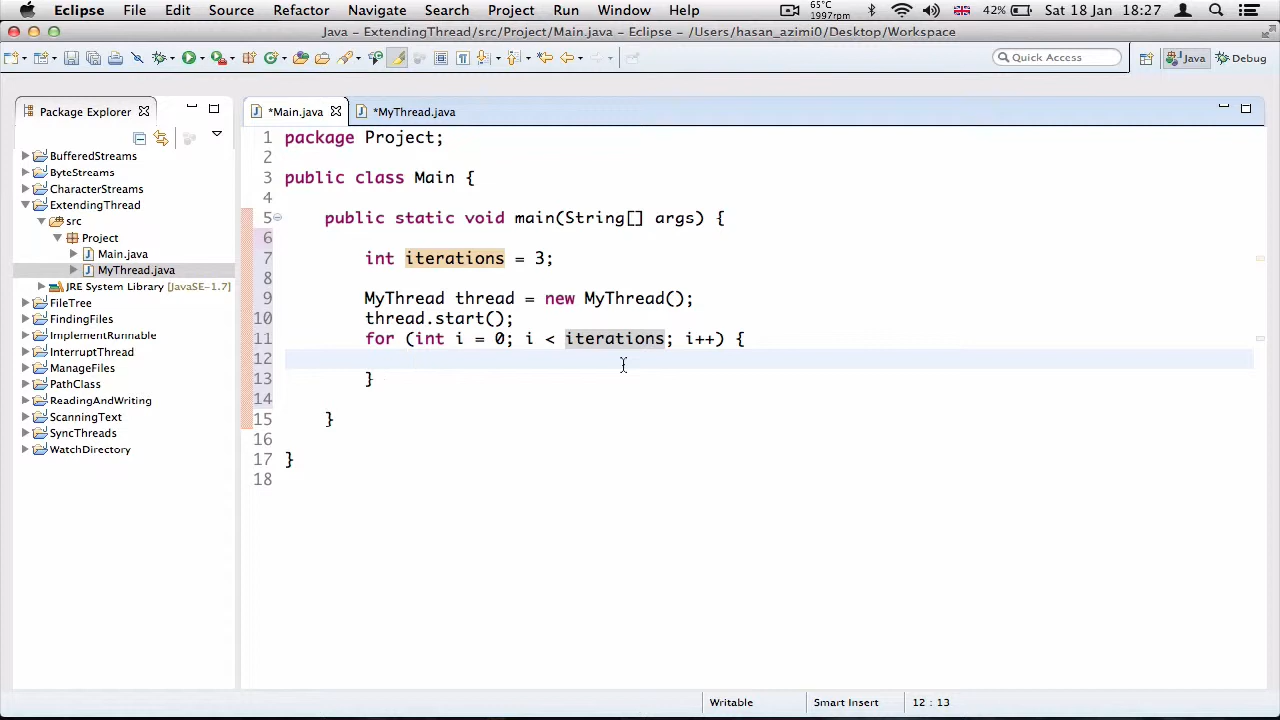 Eclipse File Edit Source Refactor Navigate Search Project Run Window Help 65°C 1997rpm 42% Sat 18 Jan 18:27
Java - ExtendingThread/src/Project/Main.java - Eclipse - /Users/hasan_azimi0/Desktop/Workspace
Quick Access Java Debug
Package Explorer
BufferedStreams
ByteStreams
CharacterStreams
ExtendingThread
src
Project
Main.java
MyThread.java
JRE System Library [JavaSE-1.7]
FileTree
FindingFiles
ImplementRunnable
InterruptThread
ManageFiles
PathClass
ReadingAndWriting
ScanningText
SyncThreads
WatchDirectory
*Main.java *MyThread.java
1 package Project;
2
3 public class Main {
4
5 public static void main(String[] args) {
6
7 int iterations = 3;
8
9 MyThread thread = new MyThread();
10 thread.start();
11 for (int i = 0; i < iterations; i++) {
12
13 }
14
15 }
16
17 }
18
Writable Smart Insert 12 : 13